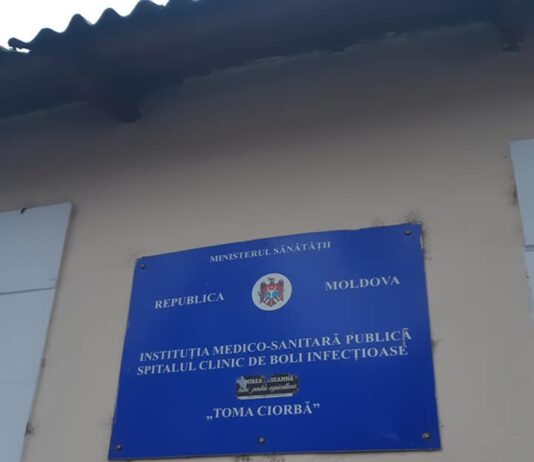 MINISTERUL SĂNĂTĂȚII
REPUBLICA MOLDOVA
INSTITUȚIA MEDICO-SANITARĂ PUBLICĂ
SPITALUL CLINIC DE BOLI INFECȚIOASE
„TOMA CIORBĂ”